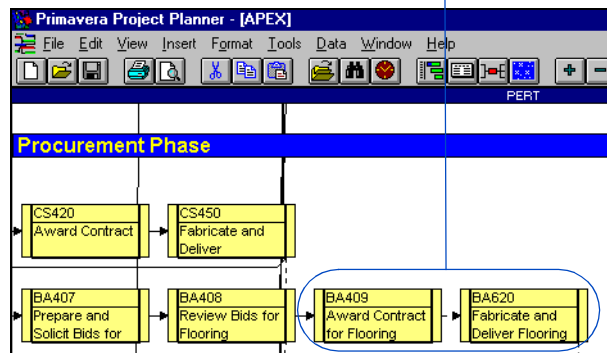 Primavera Project Planner - [APEX]
File Edit View Insert Format Tools Data Window Help
PERT
Procurement Phase
CS420
Award Contract
CS450
Fabricate and
Deliver
BA407
Prepare and
Solicit Bids for
BA408
Review Bids for
Flooring
BA409
Award Contract
for Flooring
BA620
Fabricate and
Deliver Flooring